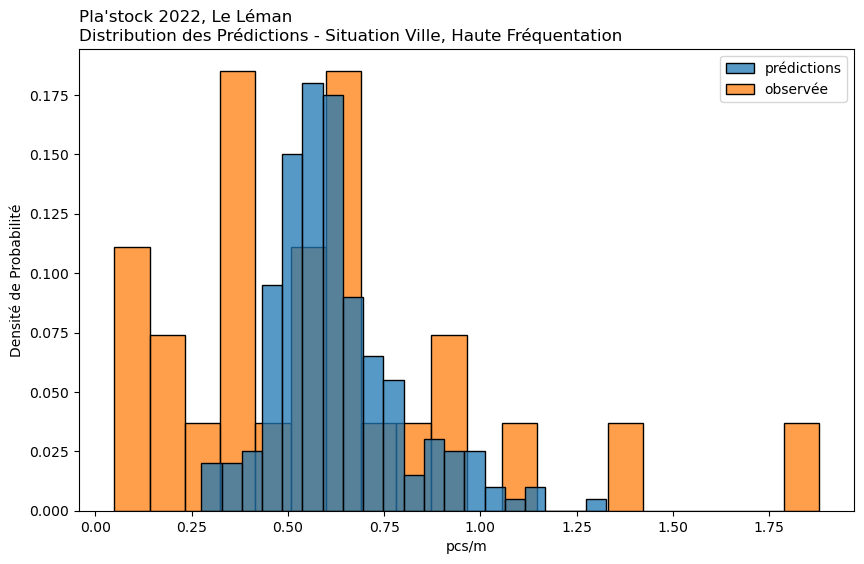 Pla'stock 2022, Le Léman
Distribution des Prédictions - Situation Ville, Haute Fréquentation
prédictions
observée
Densité de Probabilité
0.175
0.150
0.125
0.100
0.075
0.050
0.025
0.000
0.00 0.25 0.50 0.75 1.00 1.25 1.50 1.75
pcs/m